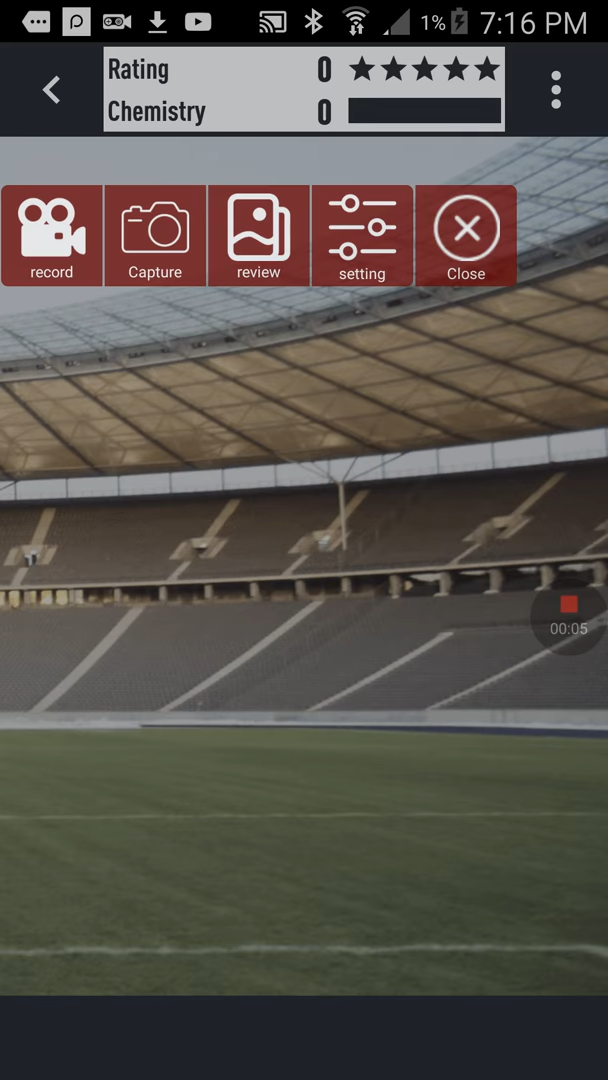 1% 7:16 PM
Rating 0
Chemistry 0
record Capture review setting Close
00:05